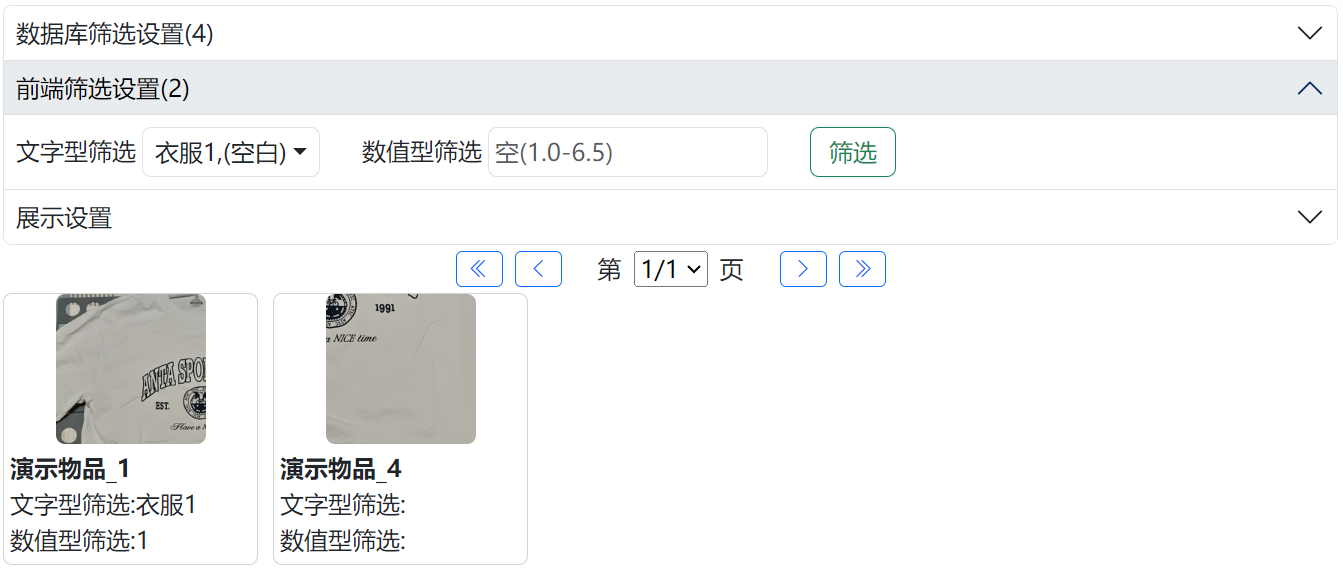 数据库筛选设置(4)
前端筛选设置(2)
文字型筛选 衣服1,(空白) 数值型筛选 空(1.0-6.5) 筛选
展示设置
第 1/1 页
ANTA SPO
EST.
Have a N
1991
a NICE time
演示物品_1
文字型筛选:衣服1
数值型筛选:1
演示物品_4
文字型筛选:
数值型筛选: